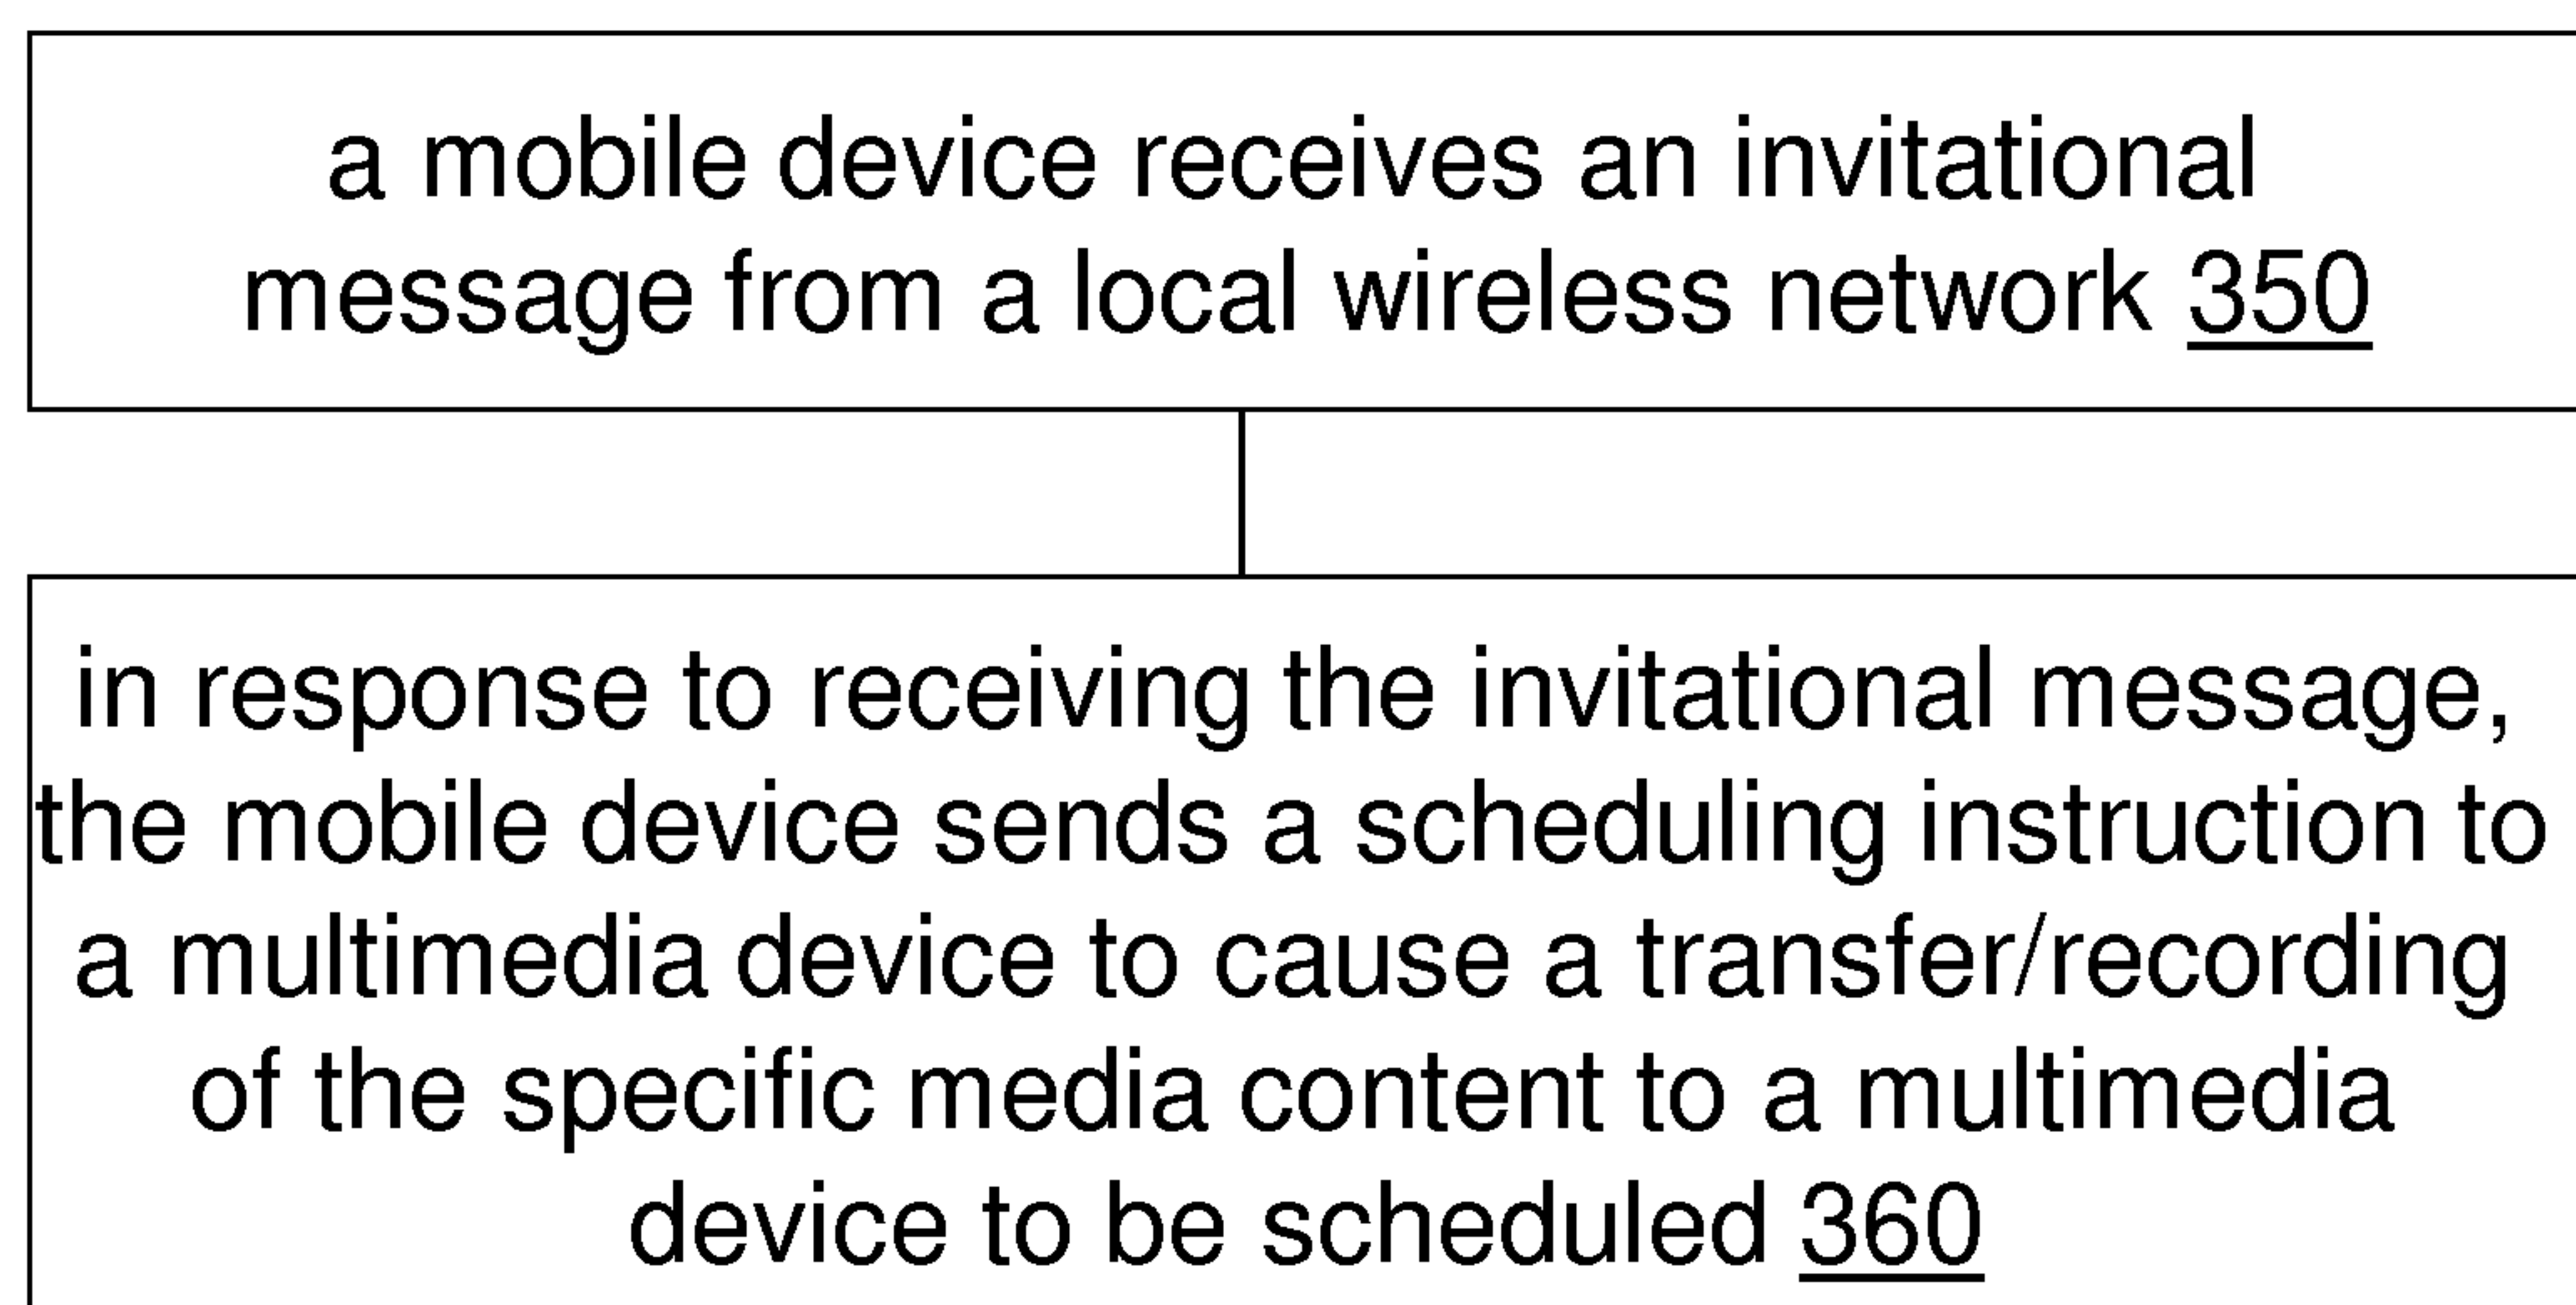 a mobile device receives an invitational
message from a local wireless network 350
in response to receiving the invitational message,
the mobile device sends a scheduling instruction to
a multimedia device to cause a transfer/recording
of the specific media content to a multimedia
device to be scheduled 360